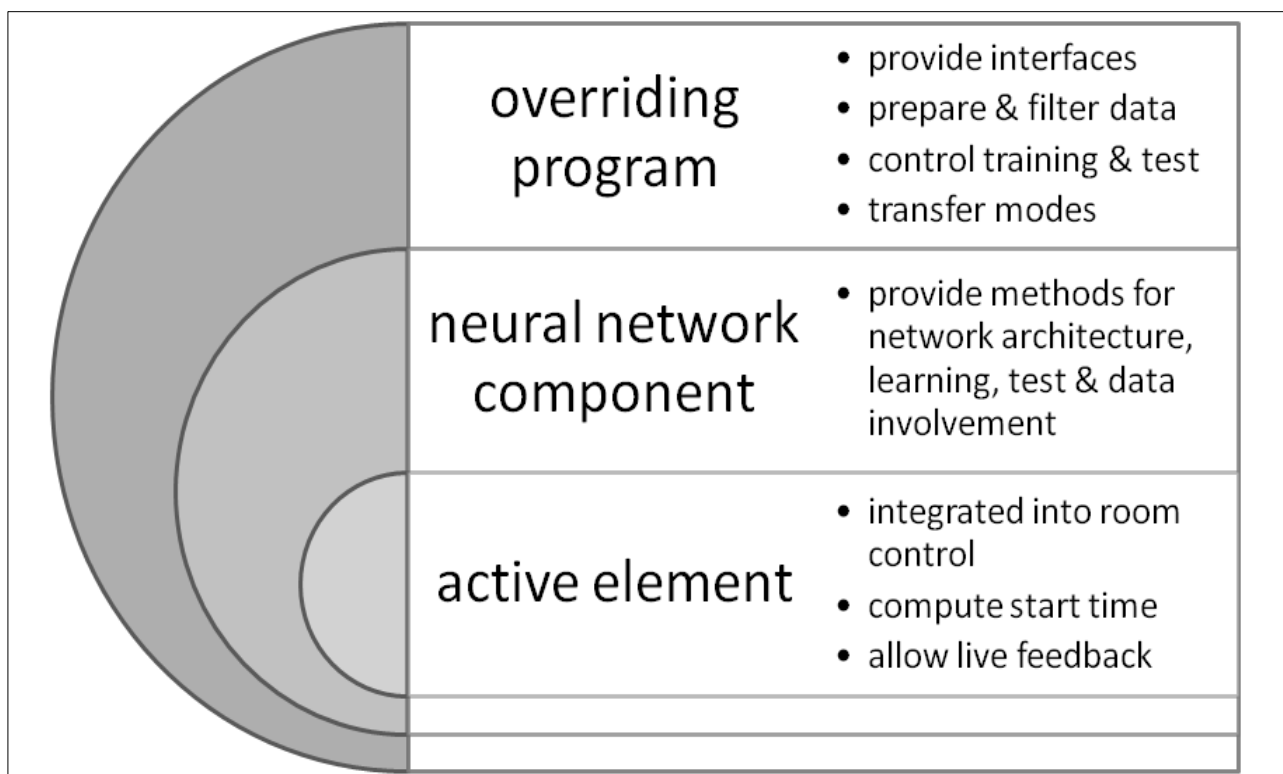 overriding
program
• provide interfaces
• prepare & filter data
• control training & test
• transfer modes
neural network
component
• provide methods for
network architecture,
learning, test & data
involvement
active element
• integrated into room
control
• compute start time
• allow live feedback